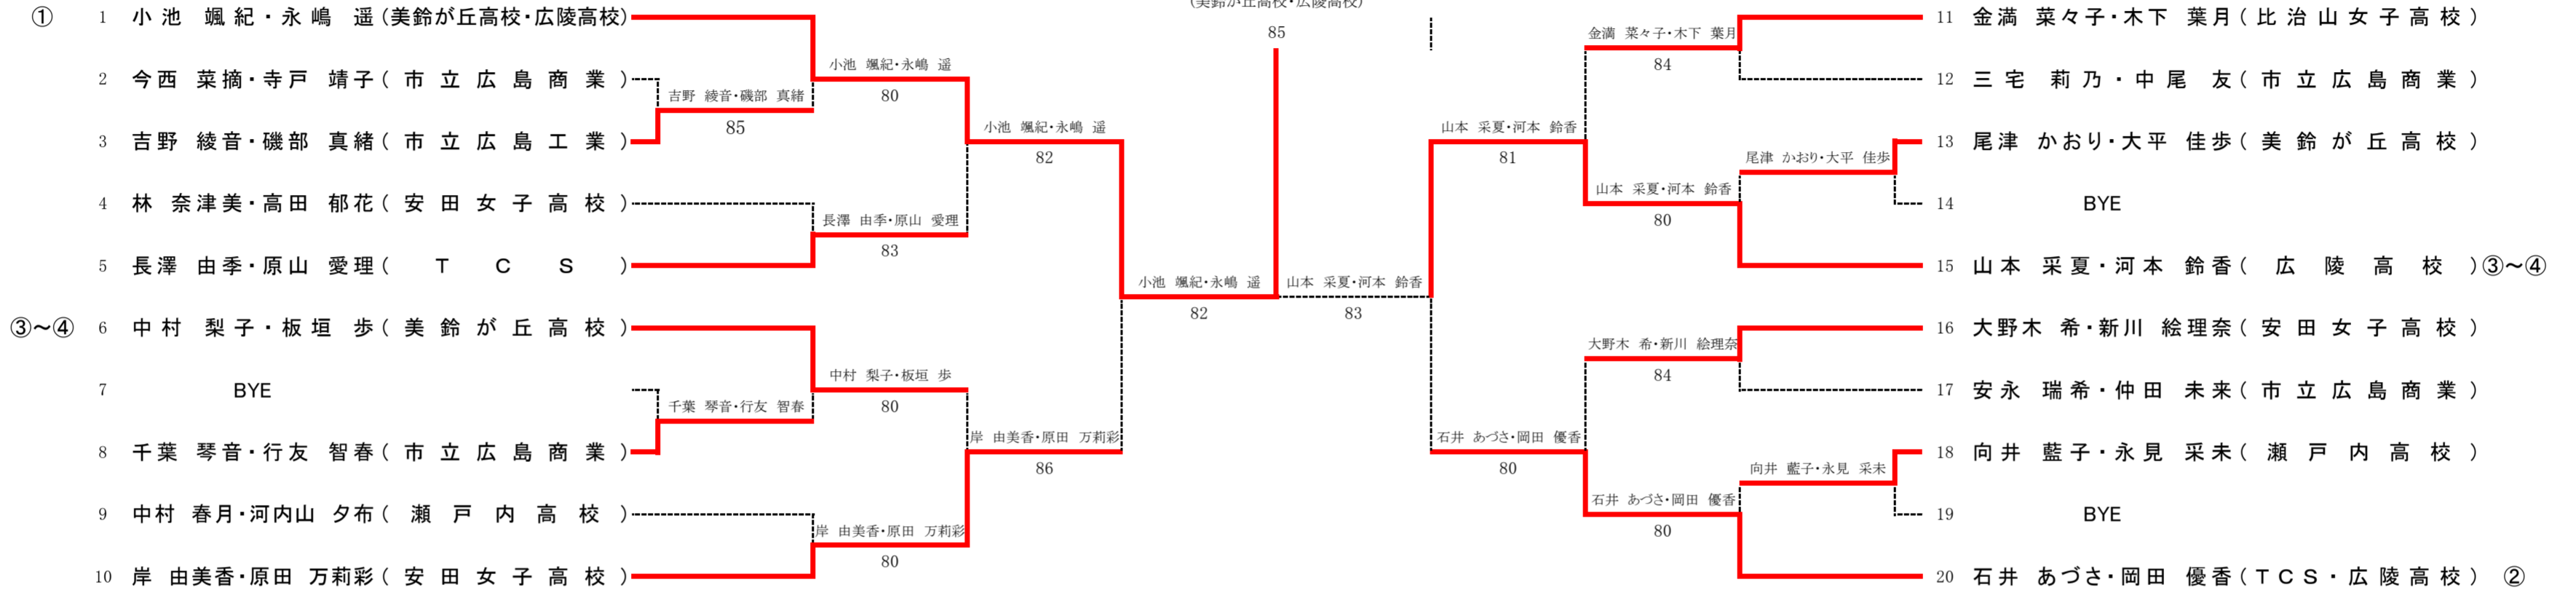 (美鈴が丘高校・広陵高校)
85
① 1 小池 颯紀・永嶋 遥(美鈴が丘高校・広陵高校)
2 今西 菜摘・寺戸 靖子(市立広島商業)
3 吉野 綾音・磯部 真緒(市立広島工業)
4 林 奈津美・高田 郁花(安田女子高校)
5 長澤 由季・原山 愛理(TCS)
③～④ 6 中村 梨子・板垣 歩(美鈴が丘高校)
7 BYE
8 千葉 琴音・行友 智春(市立広島商業)
9 中村 春月・河内山 夕布(瀬戸内高校)
10 岸 由美香・原田 万莉彩(安田女子高校)
吉野 綾音・磯部 真緒
85
千葉 琴音・行友 智春
小池 颯紀・永嶋 遥
80
長澤 由季・原山 愛理
83
中村 梨子・板垣 歩
80
岸 由美香・原田 万莉彩
80
小池 颯紀・永嶋 遥
82
岸 由美香・原田 万莉彩
86
小池 颯紀・永嶋 遥
82
山本 采夏・河本 鈴香
83
山本 采夏・河本 鈴香
81
石井 あづさ・岡田 優香
80
金満 菜々子・木下 葉月
84
山本 采夏・河本 鈴香
80
大野木 希・新川 絵理奈
84
石井 あづさ・岡田 優香
80
尾津 かおり・大平 佳歩
向井 藍子・永見 采未
11 金満 菜々子・木下 葉月(比治山女子高校)
12 三宅 莉乃・中尾 友(市立広島商業)
13 尾津 かおり・大平 佳歩(美鈴が丘高校)
14 BYE
15 山本 采夏・河本 鈴香(広陵高校)③～④
16 大野木 希・新川 絵理奈(安田女子高校)
17 安永 瑞希・仲田 未来(市立広島商業)
18 向井 藍子・永見 采未(瀬戸内高校)
19 BYE
20 石井 あづさ・岡田 優香(TCS・広陵高校) ②